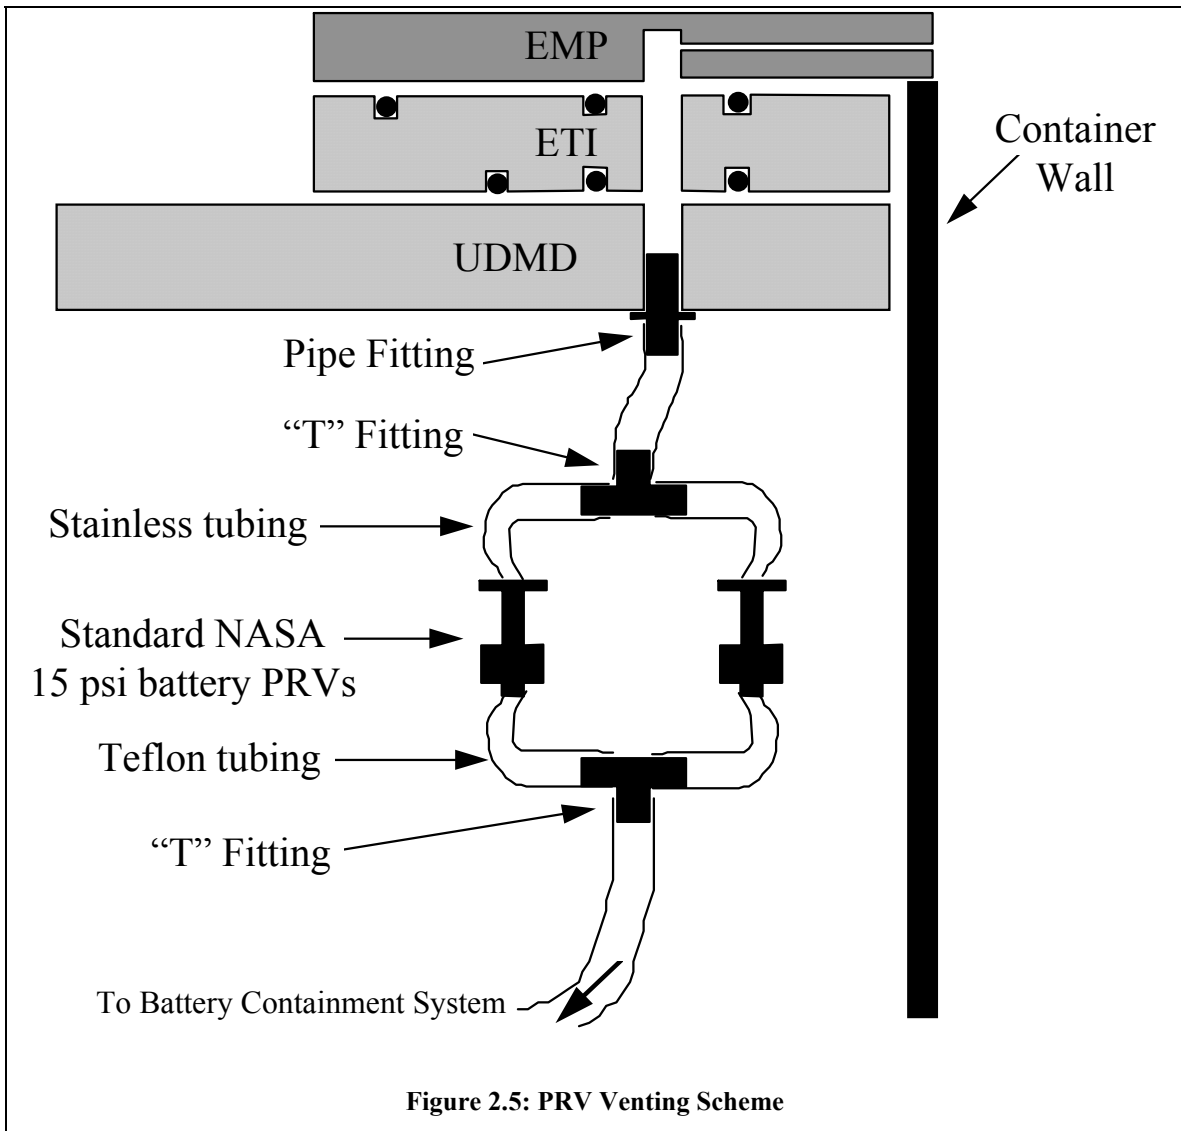 EMP
ETI
Container
Wall
UDMD
Pipe Fitting
“T” Fitting
Stainless tubing
Standard NASA
15 psi battery PRVs
Teflon tubing
“T” Fitting
To Battery Containment System
Figure 2.5: PRV Venting Scheme